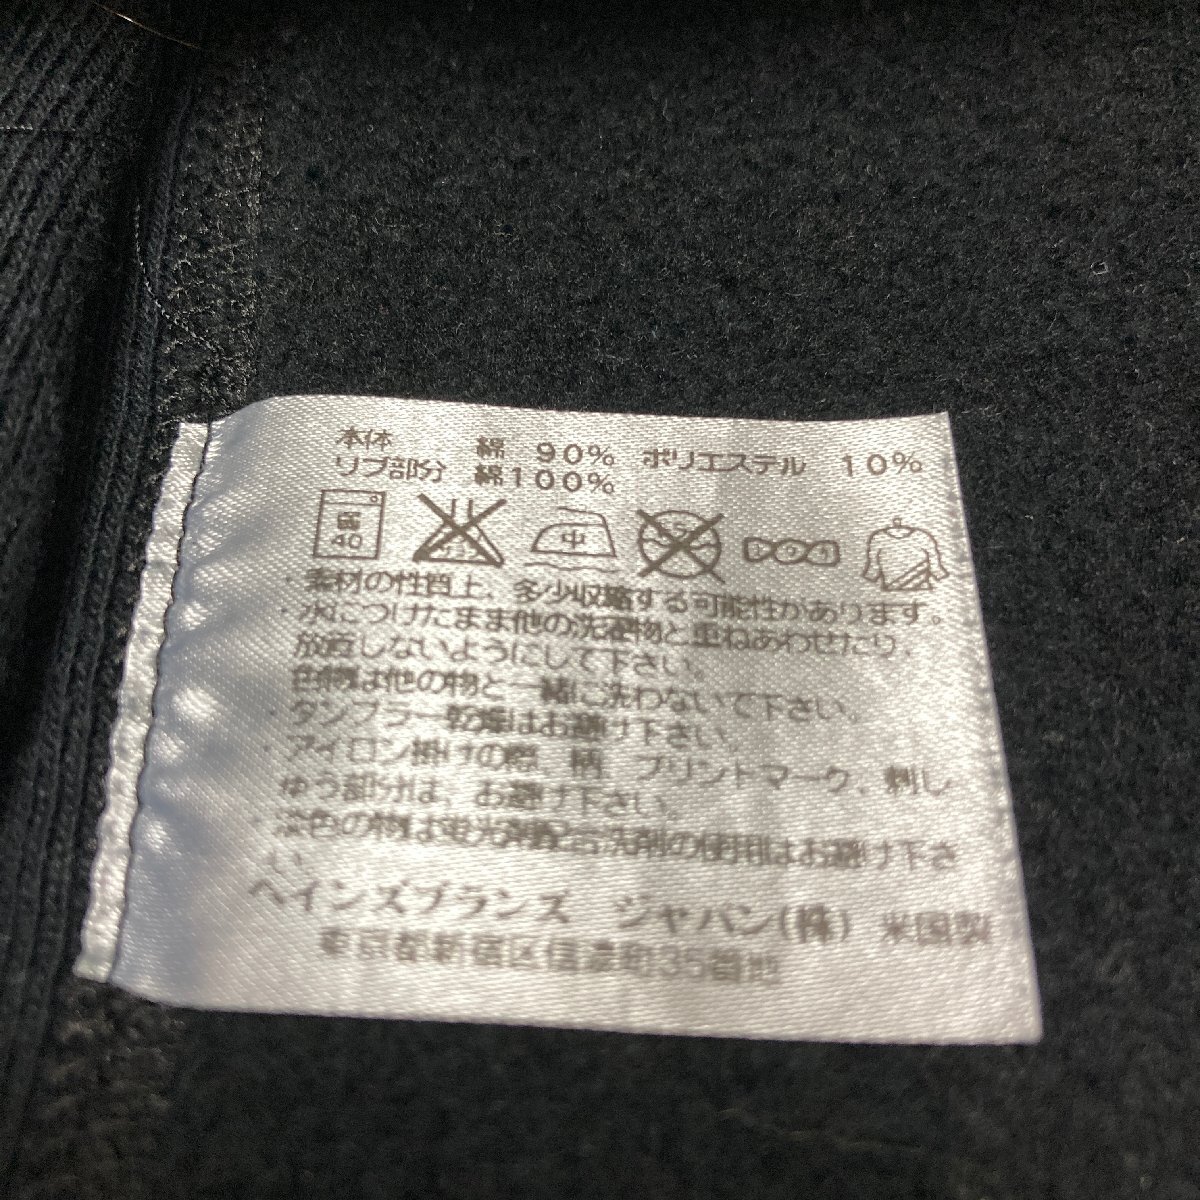 本体 綿 90% ポリエステル 10%
リブ部分 綿100%
40 中
・素材の性質上、多少収縮する可能性があります。
・水につけたまま他の洗濯物と重ねあわせたり、
放置しないようにして下さい。
色物は他の物と一緒に洗わないで下さい。
・タンブラー乾燥はお避け下さい。
・アイロン掛けの際、柄、プリントマーク、刺し
ゅう部分は、お避け下さい。
・淡色の物は蛍光剤配合洗剤の使用はお避け下さ
い。
ヘインズブランズ ジャパン(株) 米国製
東京都新宿区信濃町35番地